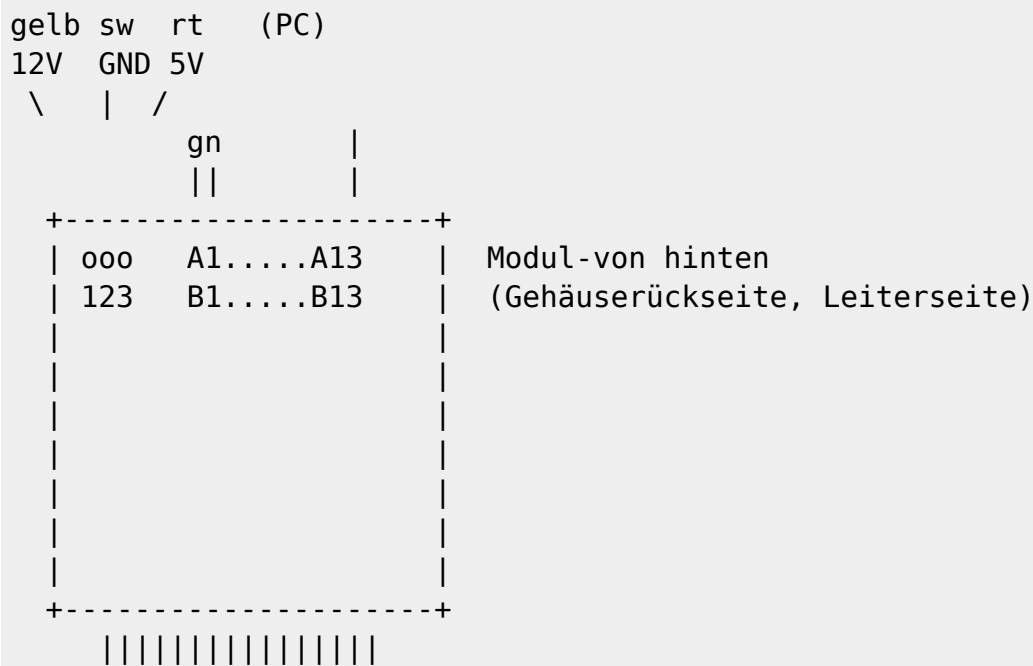 gelb sw rt (PC)
12V GND 5V
gn
ooo A1.....A13 Modul-von hinten
123 B1.....B13 (Gehäuserückseite, Leiterseite)